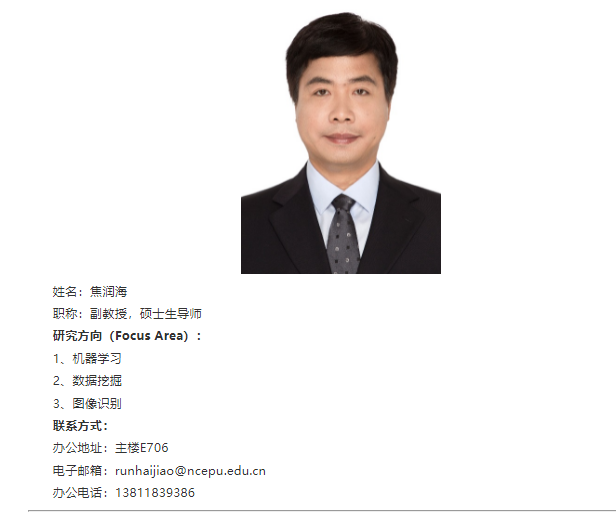 姓名：焦润海
职称：副教授，硕士生导师
研究方向（Focus Area）：
1、机器学习
2、数据挖掘
3、图像识别
联系方式：
办公地址：主楼E706
电子邮箱：runhaijiao@ncepu.edu.cn
办公电话：13811839386